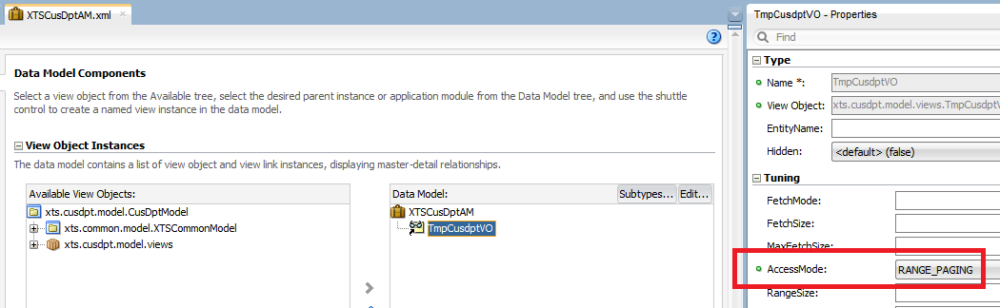 XTSCusDptAM.xml
Data Model Components
Select a view object from the Available tree, select the desired parent instance or application module from the Data Model tree, and use the shuttle
control to create a named view instance in the data model.
View Object Instances
The data model contains a list of view object and view link instances, displaying master-detail relationships.
Available View Objects:
xts.cusdpt.model.CusDptModel
xts.common.model.XTSCommonModel
xts.cusdpt.model.views
Data Model:
Subtypes...
Edit...
XTSCusDptAM
TmpCusdptVO
TmpCusdptVO - Properties
Find
Type
Name *: TmpCusdptVO
View Object: xts.cusdpt.model.views.TmpCusdptV
EntityName:
Hidden: <default> (false)
Tuning
FetchMode:
FetchSize:
MaxFetchSize:
AccessMode: RANGE_PAGING
RangeSize: